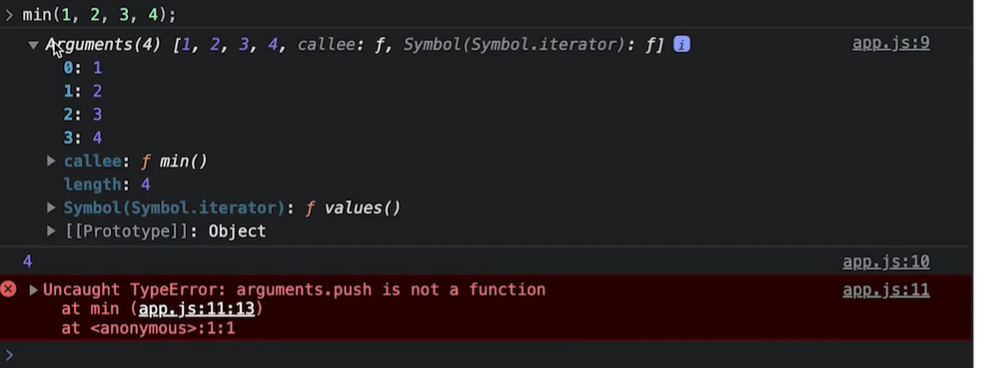 > min(1, 2, 3, 4);
▼ Arguments(4) [1, 2, 3, 4, callee: ƒ, Symbol(Symbol.iterator): ƒ] i app.js:9
0: 1
1: 2
2: 3
3: 4
▶ callee: ƒ min()
length: 4
▶ Symbol(Symbol.iterator): ƒ values()
▶ [[Prototype]]: Object
4 app.js:10
▶ Uncaught TypeError: arguments.push is not a function app.js:11
at min (app.js:11:13)
at <anonymous>:1:1
>